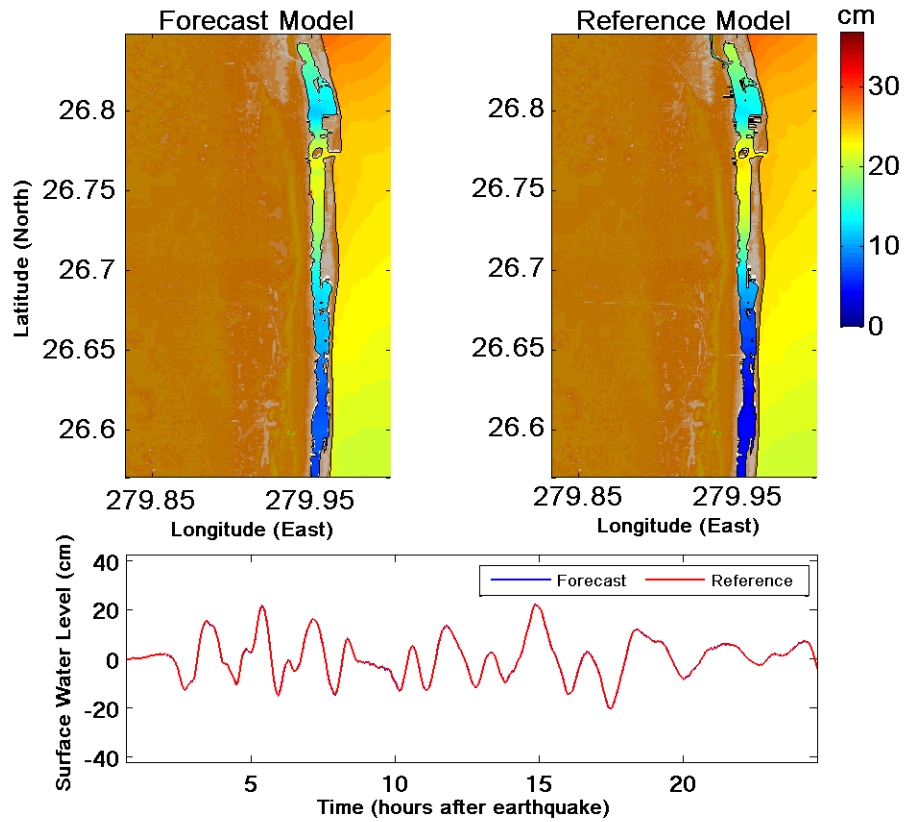 Forecast Model
Reference Model
cm
30
20
10
0
Latitude (North)
26.8
26.75
26.7
26.65
26.6
26.8
26.75
26.7
26.65
26.6
279.85
279.95
279.85
279.95
Longitude (East)
Longitude (East)
Surface Water Level (cm)
40
20
0
-20
-40
Forecast
Reference
5
10
15
20
Time (hours after earthquake)